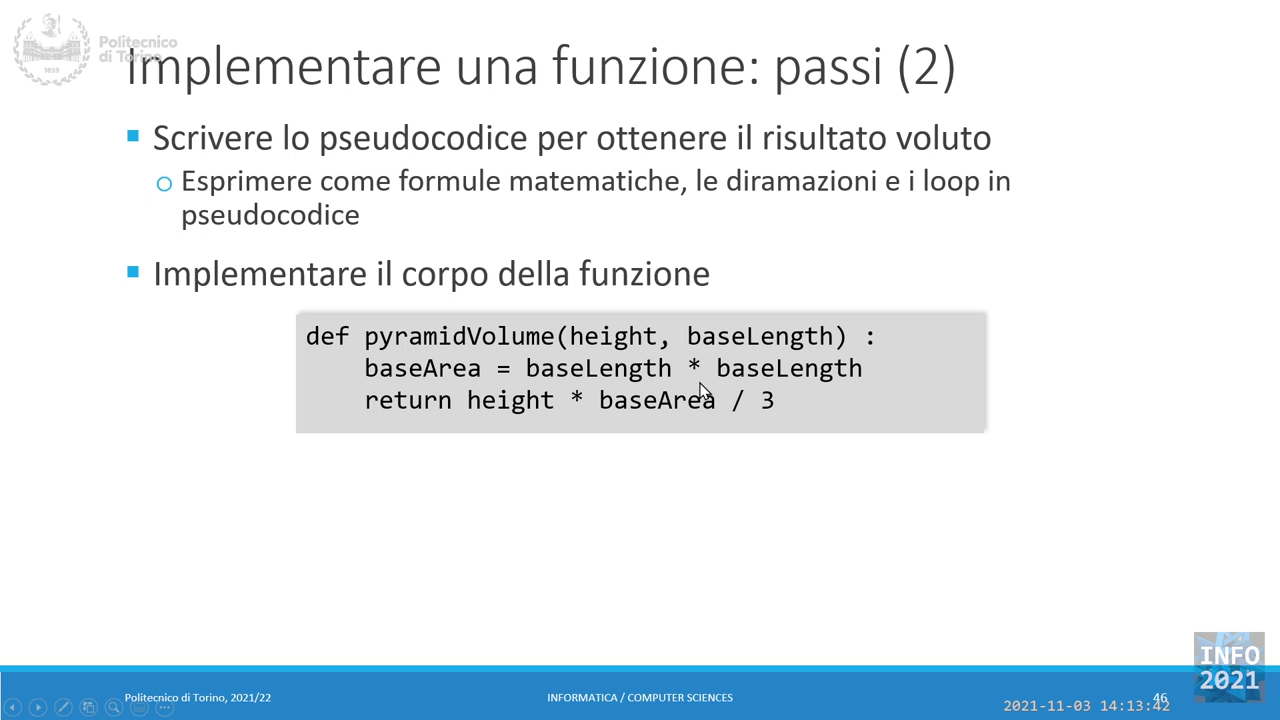 Politecnico
di Torino
1859
Implementare una funzione: passi (2)
Scrivere lo pseudocodice per ottenere il risultato voluto
Esprimere come formule matematiche, le diramazioni e i loop in
pseudocodice
Implementare il corpo della funzione
def pyramidVolume(height, baseLength) :
    baseArea = baseLength * baseLength
    return height * baseArea / 3
Politecnico di Torino, 2021/22
INFORMATICA / COMPUTER SCIENCES
46
INFO
2021
2021-11-03 14:13:42